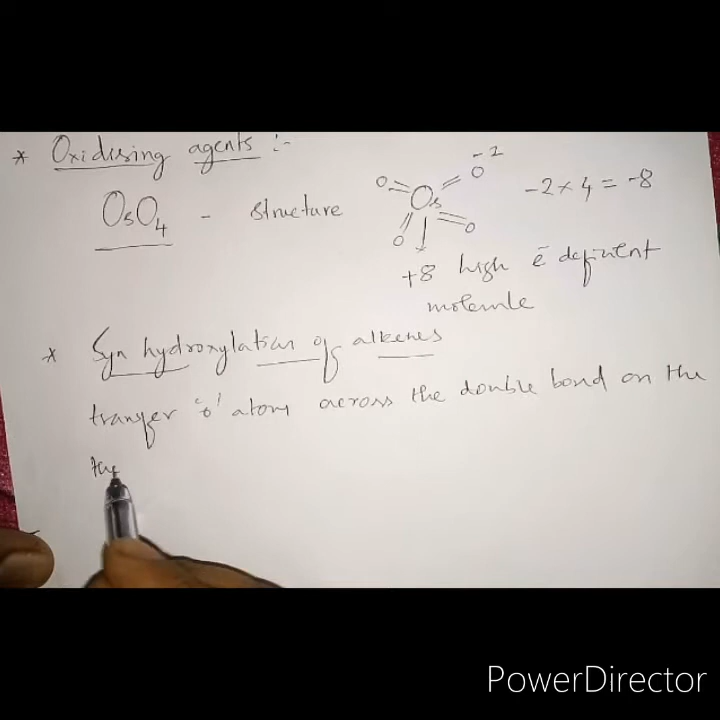 * Oxidising agents :-
OsO4 - structure
O Os O -2
O O
-2 x 4 = -8
+8 high e- deficient
molecule
* Syn hydroxylation of alkenes
transfer 'o' atom across the double bond on the
PowerDirector